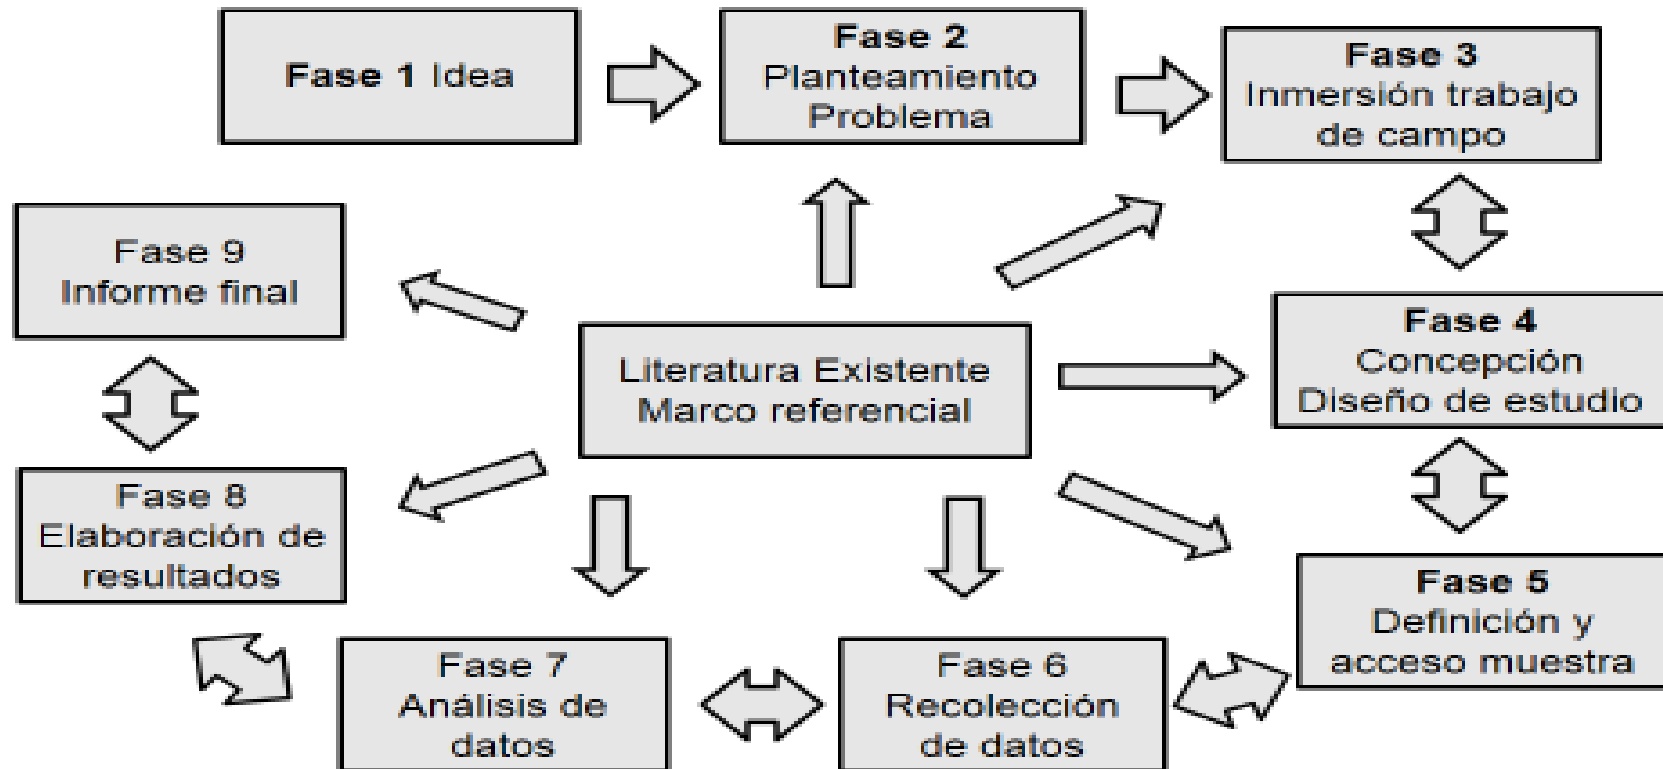 Fase 1 Idea
Fase 2
Planteamiento
Problema
Fase 3
Inmersión trabajo
de campo
Fase 9
Informe final
Literatura Existente
Marco referencial
Fase 4
Concepción
Diseño de estudio
Fase 8
Elaboración de
resultados
Fase 5
Definición y
acceso muestra
Fase 7
Análisis de
datos
Fase 6
Recolección
de datos